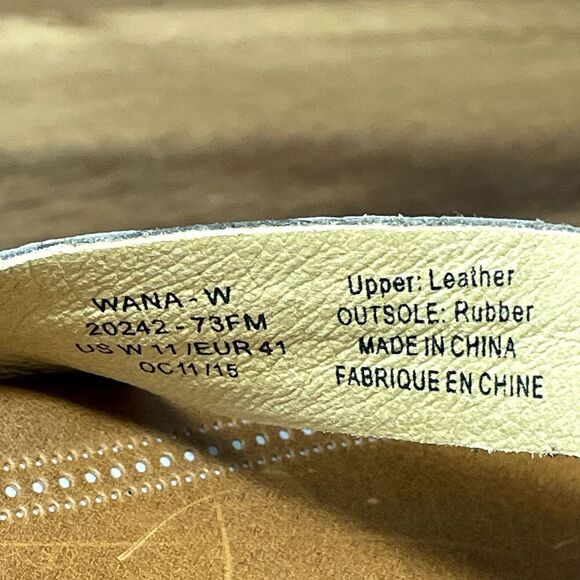 WANA - W
20242 - 73FM
US W 11 /EUR 41
OC11/15
Upper: Leather
OUTSOLE: Rubber
MADE IN CHINA
FABRIQUE EN CHINE